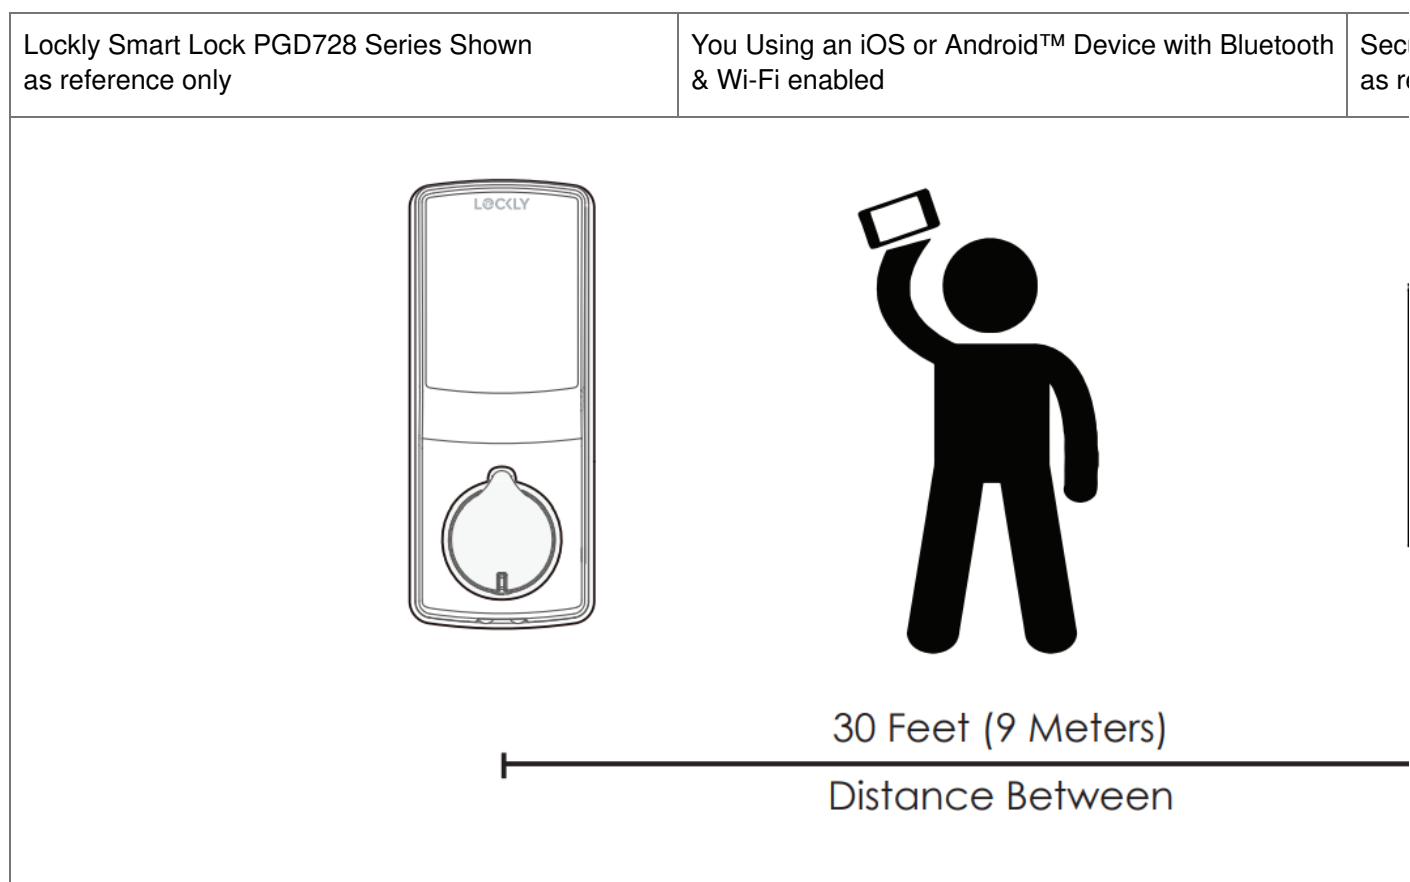 Lockly Smart Lock PGD728 Series Shown
as reference only
You Using an iOS or Android™ Device with Bluetooth
& Wi-Fi enabled
as
LOCKLY
30 Feet (9 Meters)
Distance Between